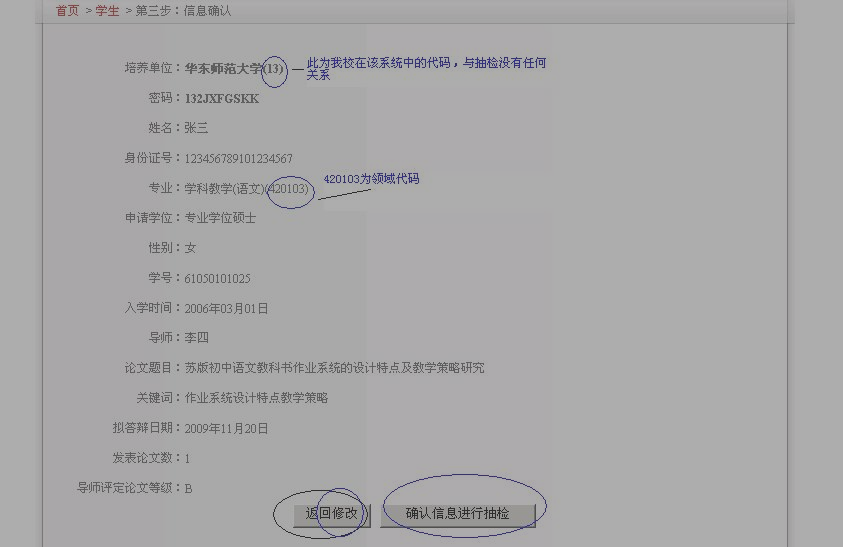 首页 > 学生 > 第三步：信息确认
培养单位：华东师范大学(13)
此为我校在该系统中的代码，与抽检没有任何
关系
密码：132JXFGSKK
姓名：张三
身份证号：123456789101234567
专业：学科教学(语文)(420103)
420103为领域代码
申请学位：专业学位硕士
性别：女
学号：61050101025
入学时间：2006年03月01日
导师：李四
论文题目：苏版初中语文教科书作业系统的设计特点及教学策略研究
关键词：作业系统设计特点教学策略
拟答辩日期：2009年11月20日
发表论文数：1
导师评定论文等级：B
返回修改 确认信息进行抽检